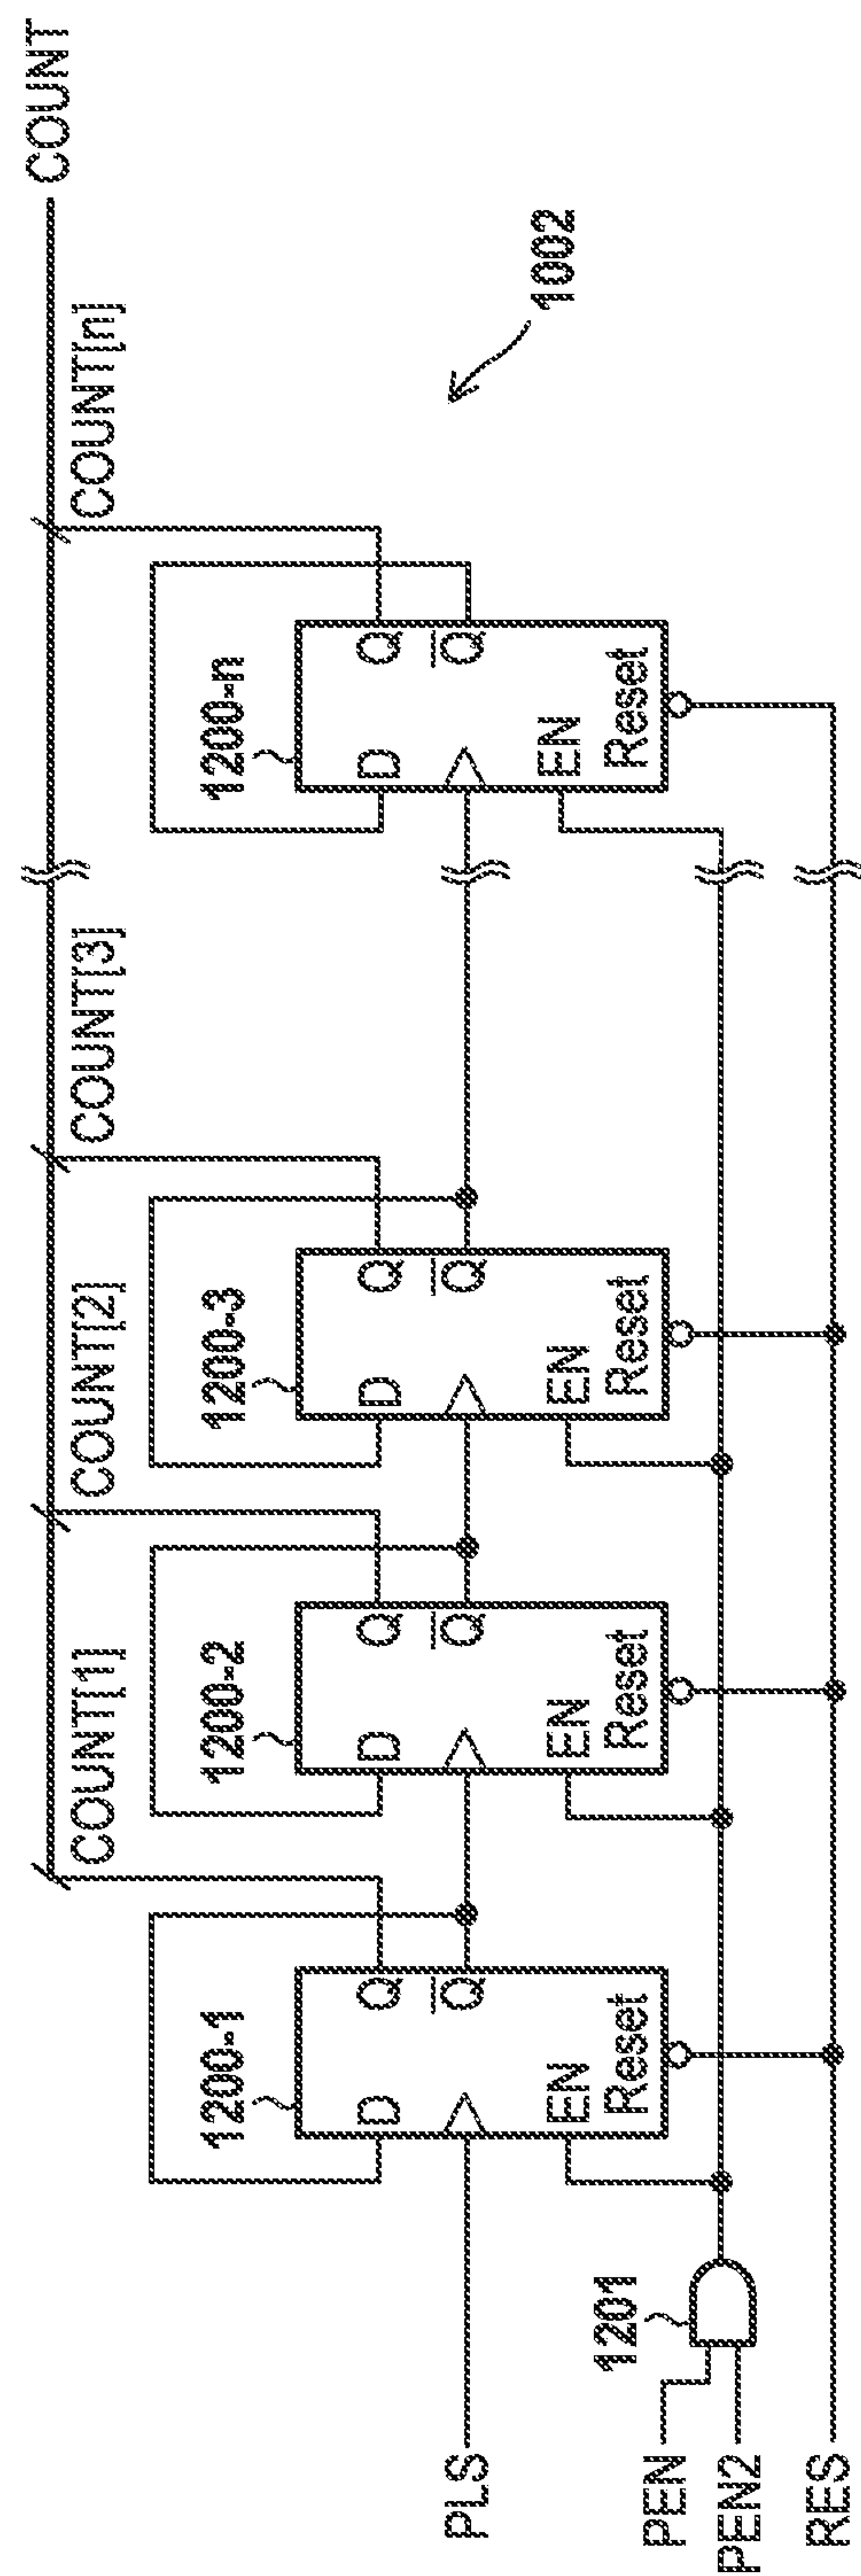 COUNT
COUNT[1]
COUNT[2]
COUNT[3]
COUNT[n]
1200-1
1200-2
1200-3
1200-n
1002
D
Q
Q
EN
Reset
D
Q
Q
EN
Reset
D
Q
Q
EN
Reset
D
Q
Q
EN
Reset
PLS
1201
PEN
PEN2
RES